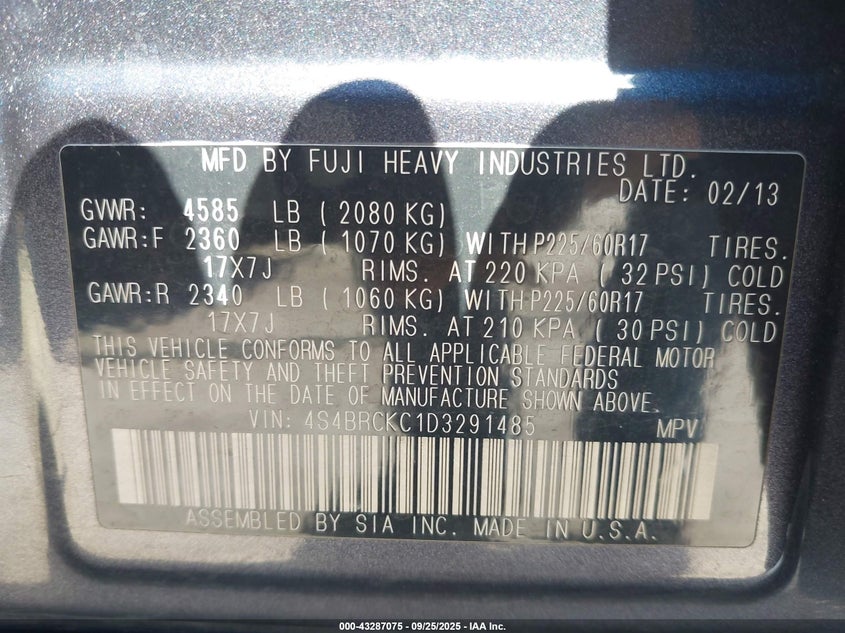 MFD BY FUJI HEAVY INDUSTRIES LTD.
DATE: 02/13
GVWR: 4585 LB (2080 KG)
GAWR:F 2360 LB (1070 KG) WITH P225/60R17 TIRES.
17X7J RIMS. AT 220 KPA (32 PSI) COLD
GAWR:R 2340 LB (1060 KG) WITH P225/60R17 TIRES.
17X7J RIMS. AT 210 KPA (30 PSI) COLD
THIS VEHICLE CONFORMS TO ALL APPLICABLE FEDERAL MOTOR
VEHICLE SAFETY AND THEFT PREVENTION STANDARDS
IN EFFECT ON THE DATE OF MANUFACTURE SHOWN ABOVE.
VIN: 4S4BRCKC1D3291485 MPV
ASSEMBLED BY SIA INC. MADE IN U.S.A.
000-43287075 - 09/25/2025 - IAA Inc.